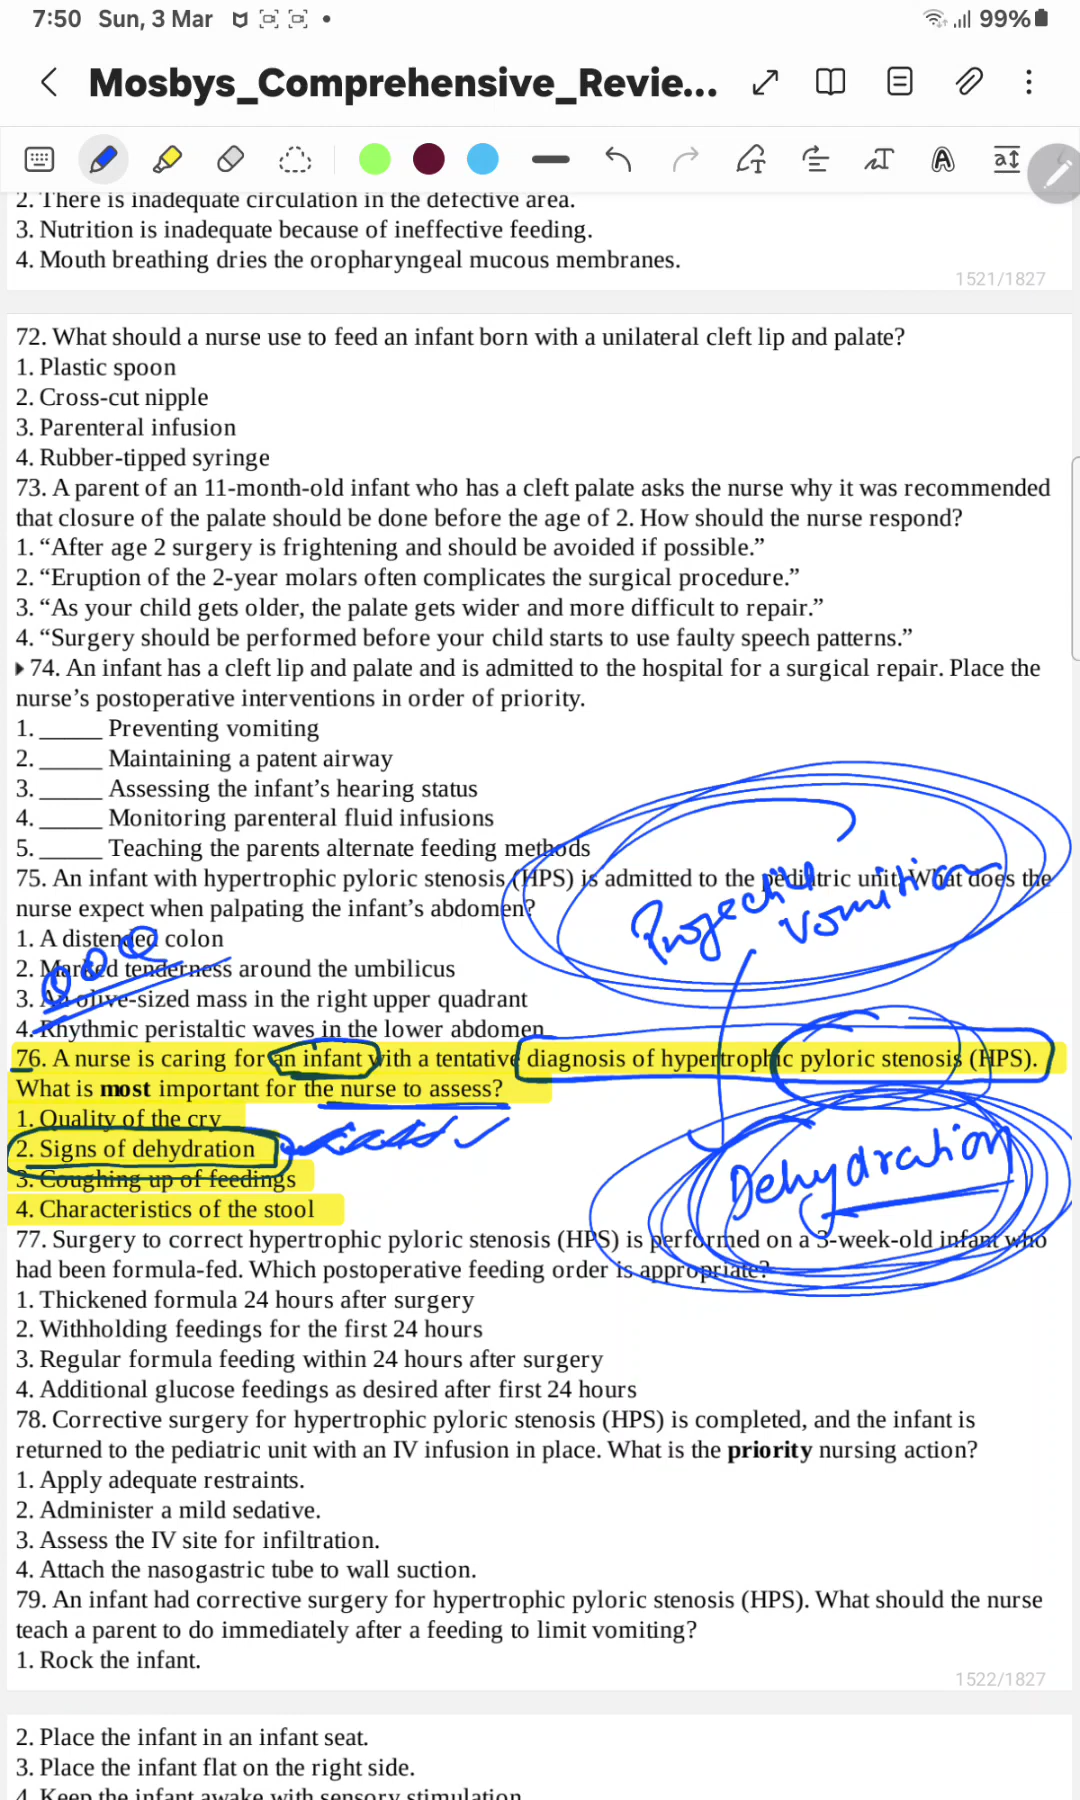 7:50 Sun, 3 Mar
99%
Mosbys_Comprehensive_Revie...
2. There is inadequate circulation in the defective area.
3. Nutrition is inadequate because of ineffective feeding.
4. Mouth breathing dries the oropharyngeal mucous membranes.
1521/1827
72. What should a nurse use to feed an infant born with a unilateral cleft lip and palate?
1. Plastic spoon
2. Cross-cut nipple
3. Parenteral infusion
4. Rubber-tipped syringe
73. A parent of an 11-month-old infant who has a cleft palate asks the nurse why it was recommended
that closure of the palate should be done before the age of 2. How should the nurse respond?
1. “After age 2 surgery is frightening and should be avoided if possible.”
2. “Eruption of the 2-year molars often complicates the surgical procedure.”
3. “As your child gets older, the palate gets wider and more difficult to repair.”
4. “Surgery should be performed before your child starts to use faulty speech patterns.”
74. An infant has a cleft lip and palate and is admitted to the hospital for a surgical repair. Place the
nurse’s postoperative interventions in order of priority.
1. _____ Preventing vomiting
2. _____ Maintaining a patent airway
3. _____ Assessing the infant’s hearing status
4. _____ Monitoring parenteral fluid infusions
5. _____ Teaching the parents alternate feeding methods
75. An infant with hypertrophic pyloric stenosis (HPS) is admitted to the pediatric unit. What does the
nurse expect when palpating the infant’s abdomen?
Projectile
vomition
1. A distended colon
2. Marked tenderness around the umbilicus
3. An olive-sized mass in the right upper quadrant
4. Rhythmic peristaltic waves in the lower abdomen
76. A nurse is caring for an infant with a tentative diagnosis of hypertrophic pyloric stenosis (HPS).
What is most important for the nurse to assess?
1. Quality of the cry
2. Signs of dehydration
Dehydration
3. Coughing up of feedings
4. Characteristics of the stool
77. Surgery to correct hypertrophic pyloric stenosis (HPS) is performed on a 3-week-old infant who
had been formula-fed. Which postoperative feeding order is appropriate?
1. Thickened formula 24 hours after surgery
2. Withholding feedings for the first 24 hours
3. Regular formula feeding within 24 hours after surgery
4. Additional glucose feedings as desired after first 24 hours
78. Corrective surgery for hypertrophic pyloric stenosis (HPS) is completed, and the infant is
returned to the pediatric unit with an IV infusion in place. What is the priority nursing action?
1. Apply adequate restraints.
2. Administer a mild sedative.
3. Assess the IV site for infiltration.
4. Attach the nasogastric tube to wall suction.
79. An infant had corrective surgery for hypertrophic pyloric stenosis (HPS). What should the nurse
teach a parent to do immediately after a feeding to limit vomiting?
1. Rock the infant.
1522/1827
2. Place the infant in an infant seat.
3. Place the infant flat on the right side.
4. Keep the infant awake with sensory stimulation.